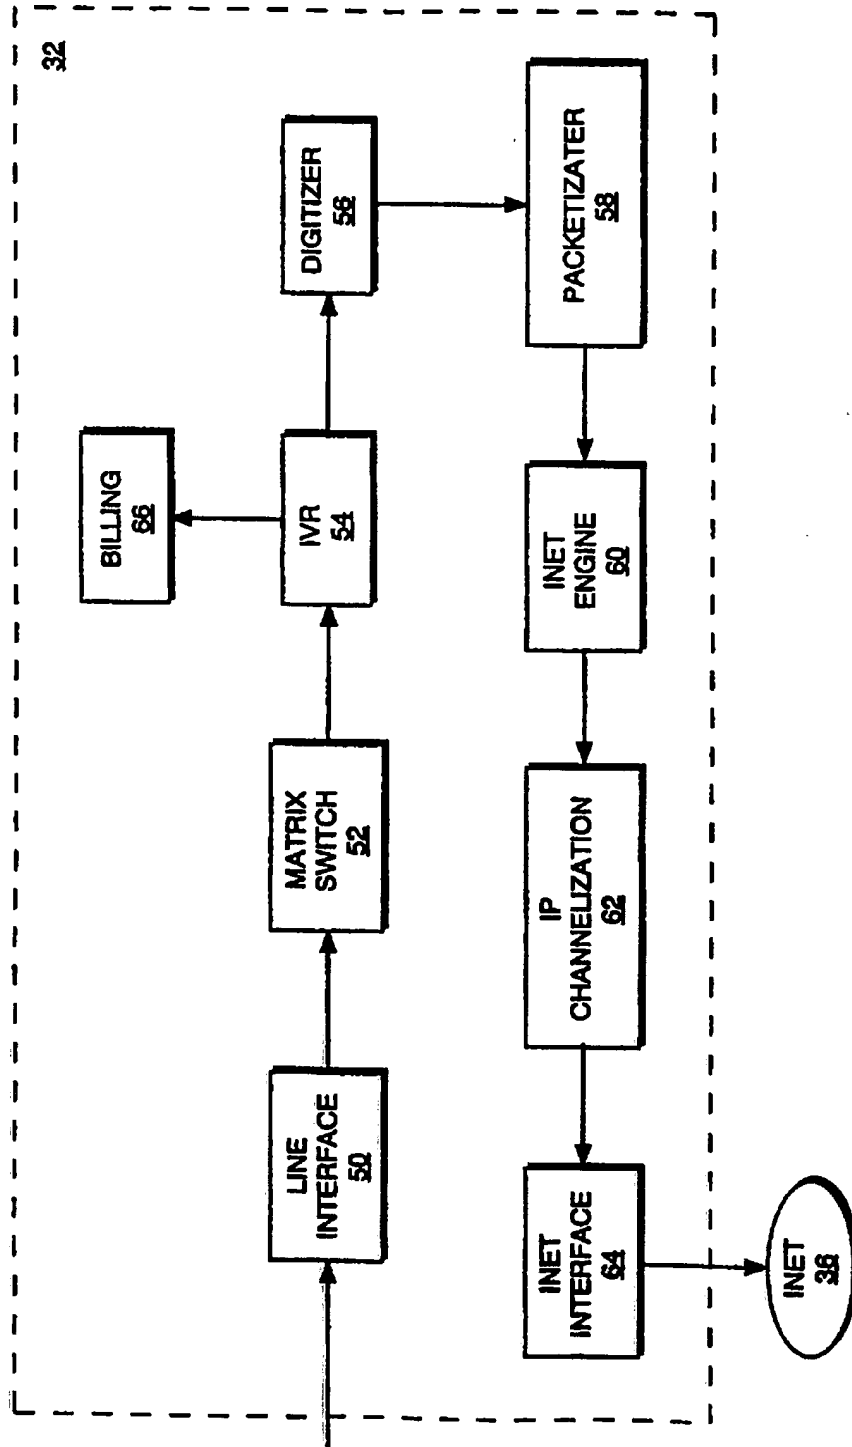 32
BILLING
66
LINE
INTERFACE
50
MATRIX
SWITCH
52
IVR
54
DIGITIZER
56
INET
INTERFACE
64
IP
CHANNELIZATION
62
INET
ENGINE
60
PACKETIZATER
58
INET
36